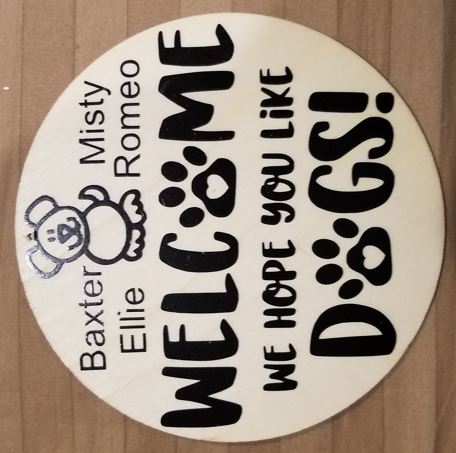 Baxter Misty
Ellie Romeo
WELCOME
WE HOPE YOU LIKE
DOGS!